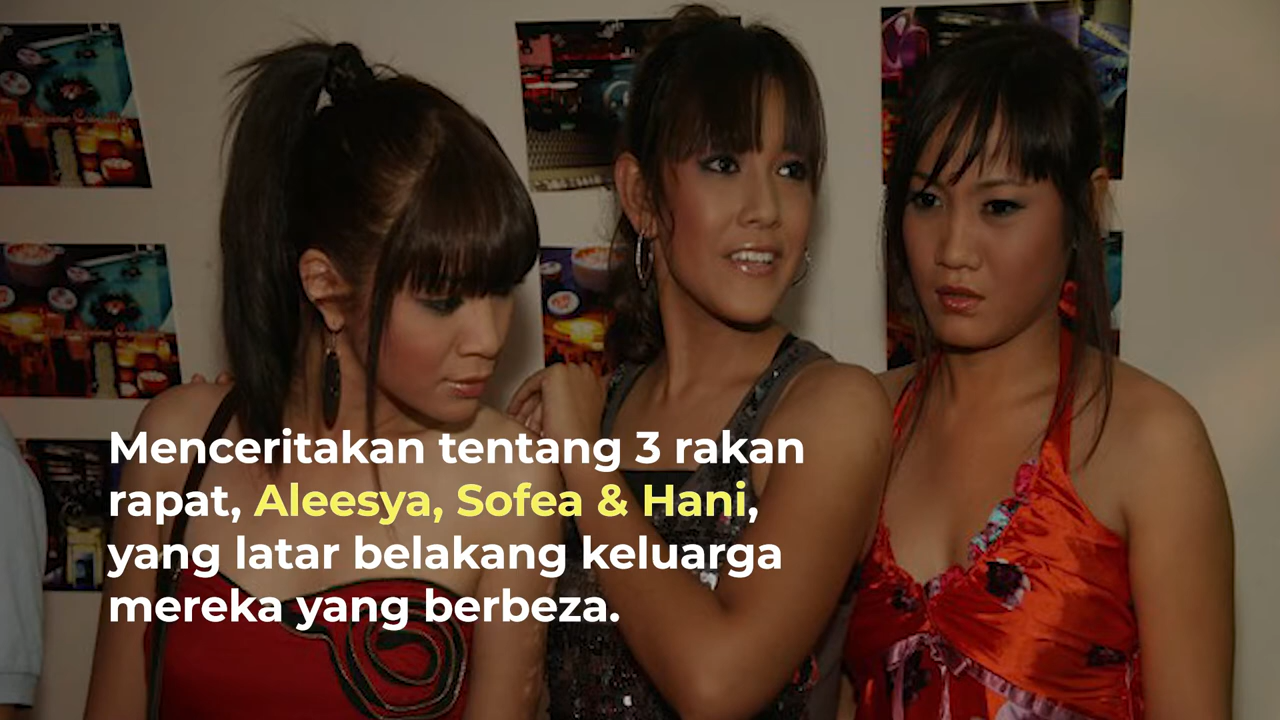 Menceritakan tentang 3 rakan
rapat, Aleesya, Sofea & Hani,
yang latar belakang keluarga
mereka yang berbeza.